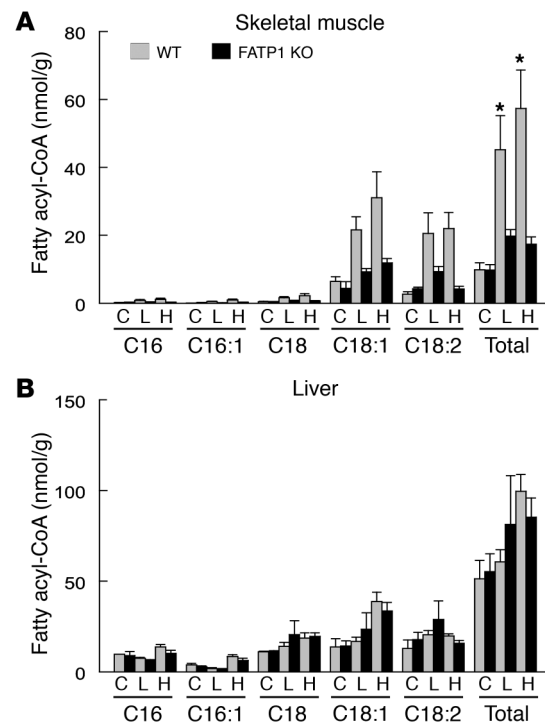 A
Skeletal muscle
WT
FATP1 KO
Fatty acyl-CoA (nmol/g)
80
60
40
20
0
* *
C L H C L H C L H C L H C L H C L H
C16 C16:1 C18 C18:1 C18:2 Total
B
Liver
Fatty acyl-CoA (nmol/g)
150
100
50
0
C L H C L H C L H C L H C L H C L H
C16 C16:1 C18 C18:1 C18:2 Total